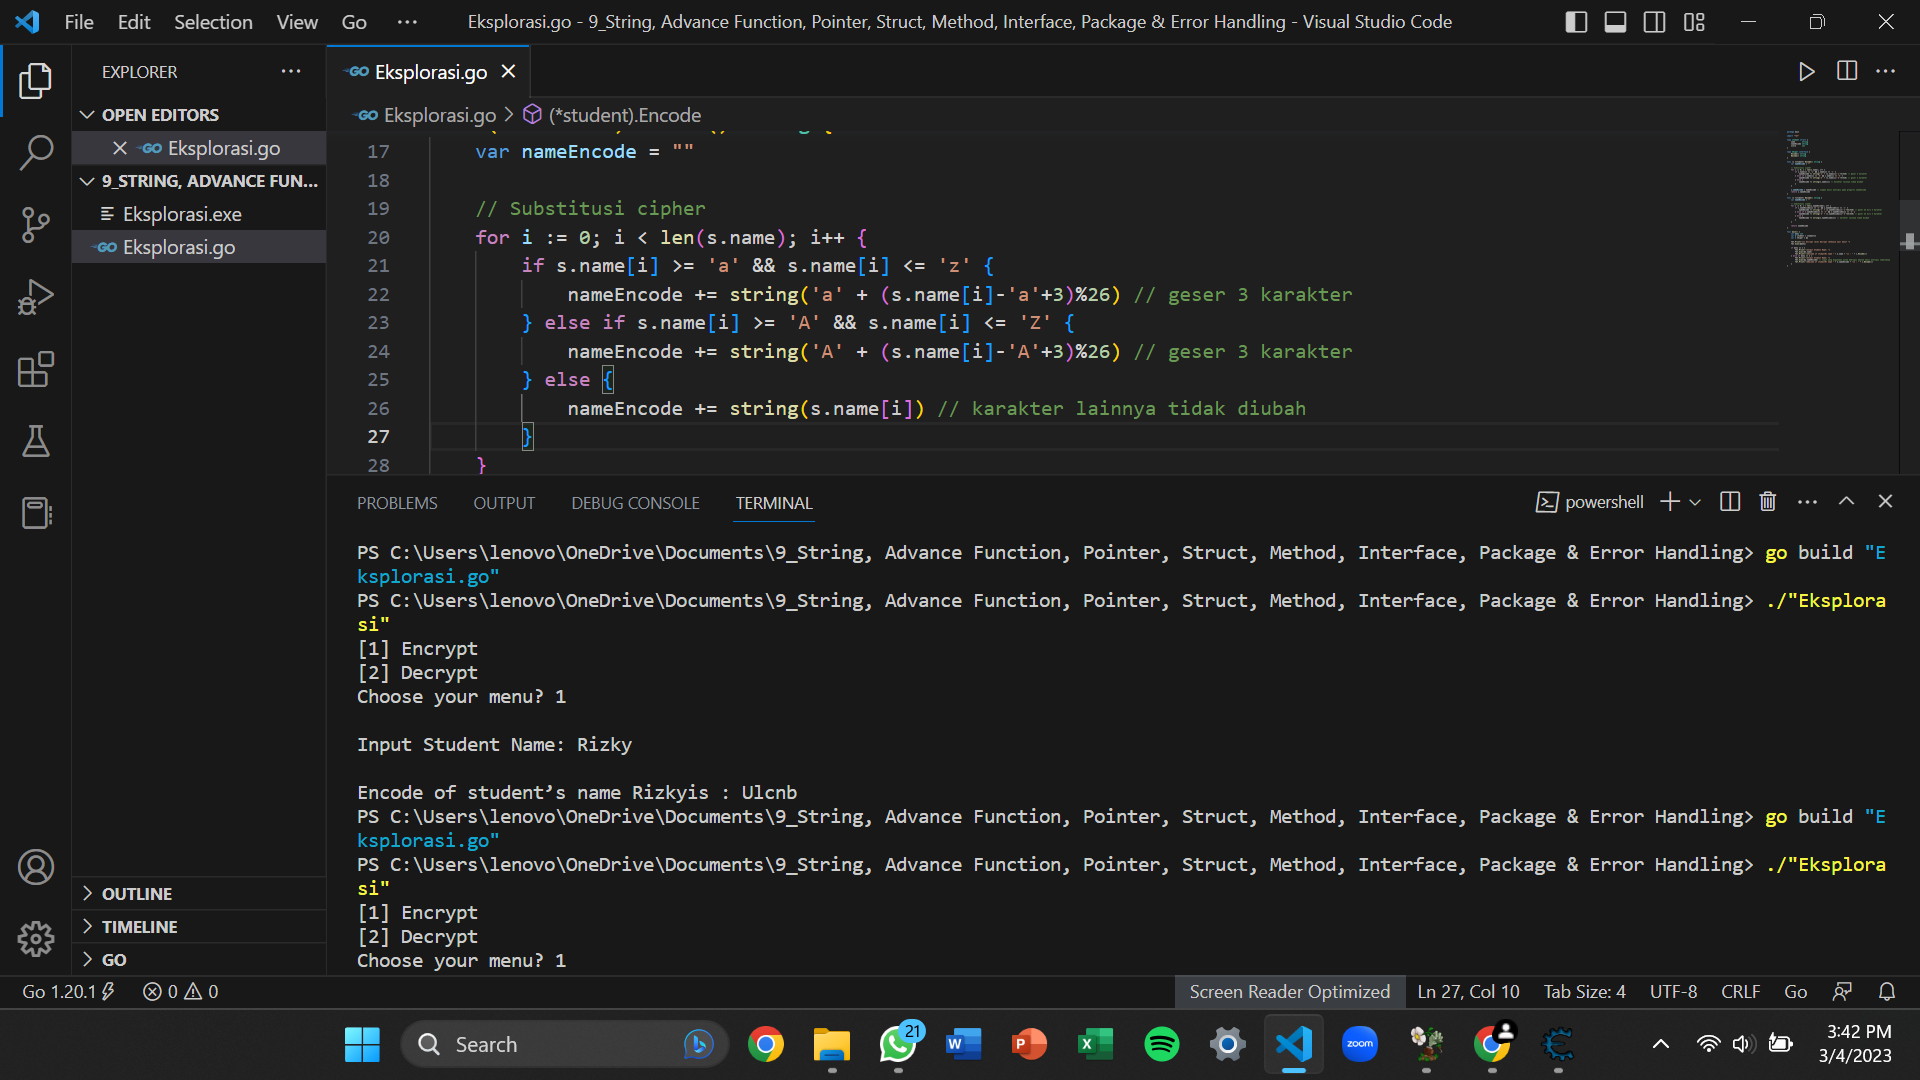 File Edit Selection View Go ··· Eksplorasi.go - 9_String, Advance Function, Pointer, Struct, Method, Interface, Package & Error Handling - Visual Studio Code
EXPLORER
OPEN EDITORS
Eksplorasi.go
9_STRING, ADVANCE FUN...
Eksplorasi.exe
Eksplorasi.go
OUTLINE
TIMELINE
GO
Eksplorasi.go
Eksplorasi.go > (*student).Encode
17 var nameEncode = ""
18
19 // Substitusi cipher
20 for i := 0; i < len(s.name); i++ {
21 if s.name[i] >= 'a' && s.name[i] <= 'z' {
22 nameEncode += string('a' + (s.name[i]-'a'+3)%26) // geser 3 karakter
23 } else if s.name[i] >= 'A' && s.name[i] <= 'Z' {
24 nameEncode += string('A' + (s.name[i]-'A'+3)%26) // geser 3 karakter
25 } else {
26 nameEncode += string(s.name[i]) // karakter lainnya tidak diubah
27 }
28 }
PROBLEMS OUTPUT DEBUG CONSOLE TERMINAL powershell
PS C:\Users\lenovo\OneDrive\Documents\9_String, Advance Function, Pointer, Struct, Method, Interface, Package & Error Handling> go build "E
ksplorasi.go"
PS C:\Users\lenovo\OneDrive\Documents\9_String, Advance Function, Pointer, Struct, Method, Interface, Package & Error Handling> ./"Eksplora
si"
[1] Encrypt
[2] Decrypt
Choose your menu? 1
Input Student Name: Rizky
Encode of student’s name Rizkyis : Ulcnb
PS C:\Users\lenovo\OneDrive\Documents\9_String, Advance Function, Pointer, Struct, Method, Interface, Package & Error Handling> go build "E
ksplorasi.go"
PS C:\Users\lenovo\OneDrive\Documents\9_String, Advance Function, Pointer, Struct, Method, Interface, Package & Error Handling> ./"Eksplora
si"
[1] Encrypt
[2] Decrypt
Choose your menu? 1
Go 1.20.1 0 0 Screen Reader Optimized Ln 27, Col 10 Tab Size: 4 UTF-8 CRLF Go
Search
21
zoom
3:42 PM
3/4/2023